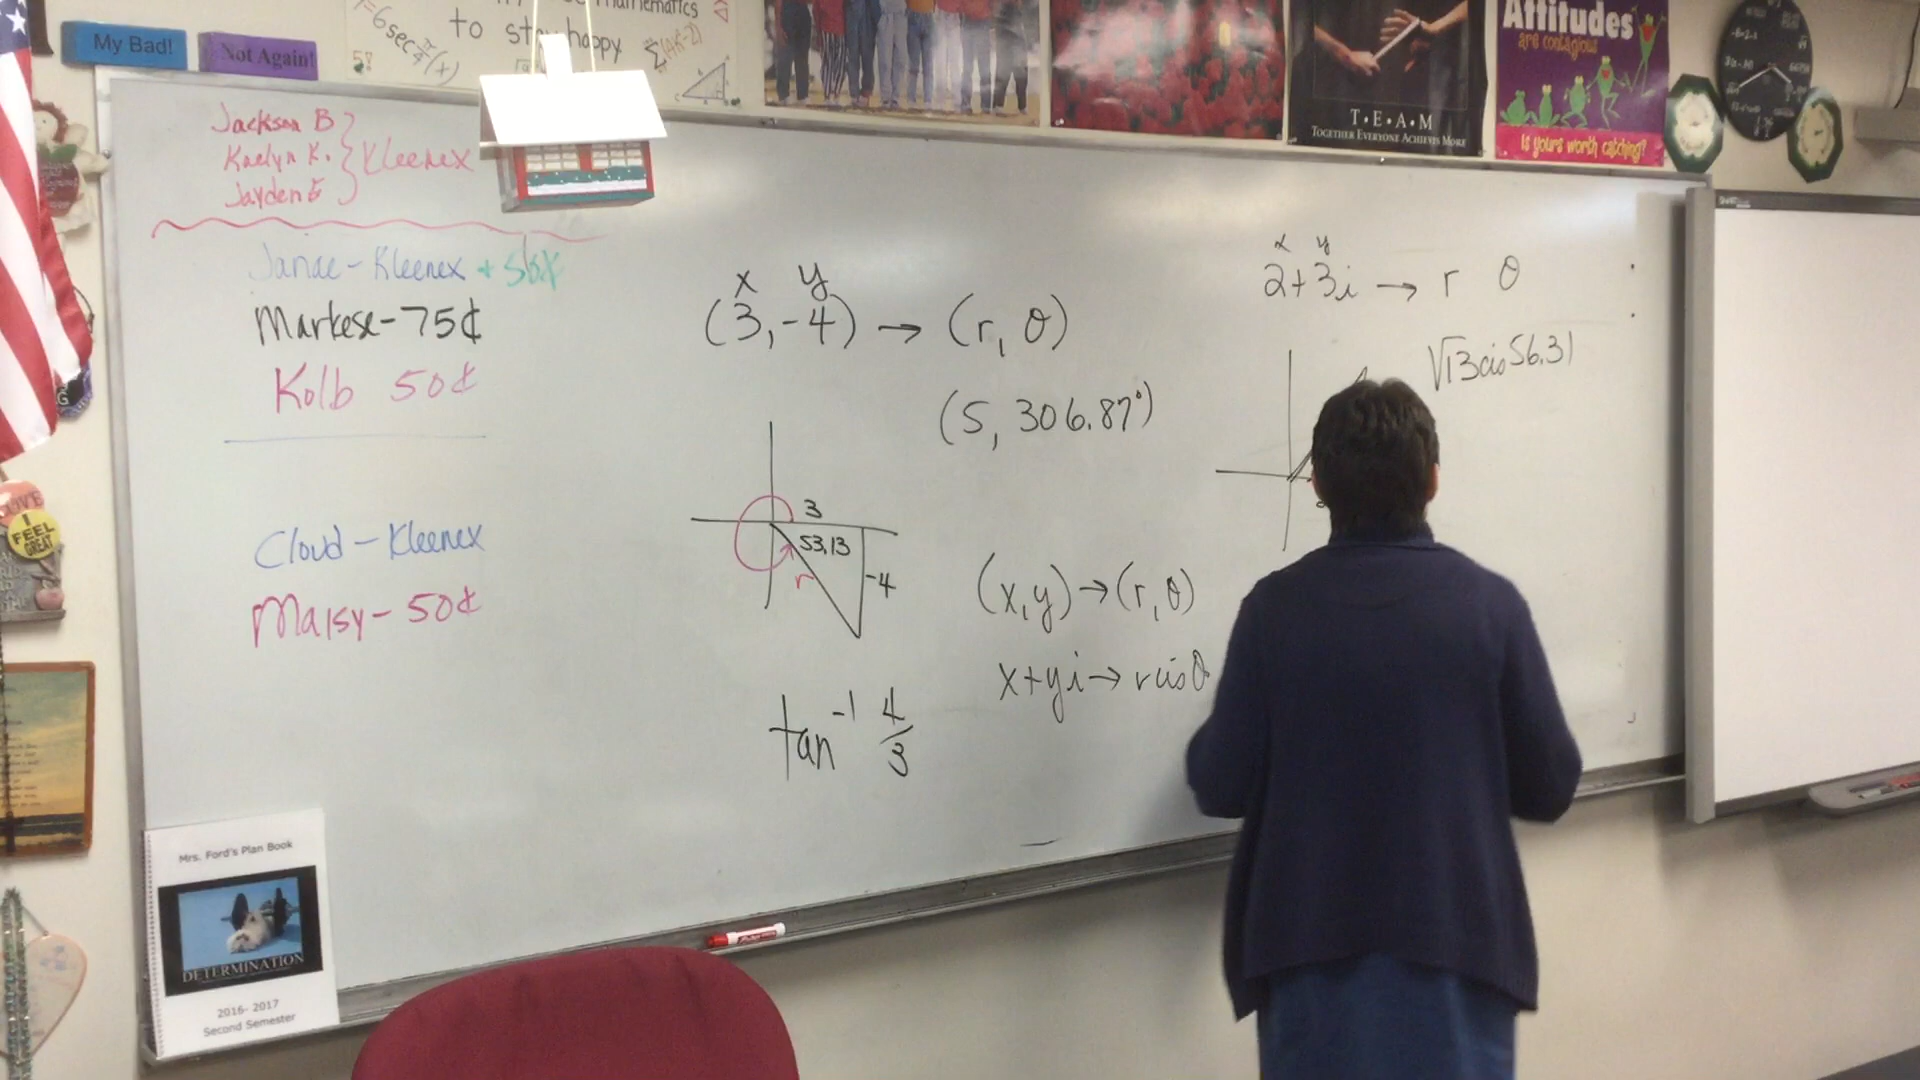 My Bad!
Not Again!
mathematics
to stay happy
Attitudes
are contagious
Is yours worth catching?
T•E•A•M
TOGETHER EVERYONE ACHIEVES MORE
Jackson B
Kaelyn K.
Kleenex
Janae - Kleenex +
Markese - 75¢
Kolb 50¢
Cloud - Kleenex
Maisy - 50¢
x y
(3, -4) → (r, θ)
(5, 306.87°)
3
53.13
-4
r
tan⁻¹ 4/3
(x, y) → (r, θ)
x + yi → r cis θ
x y
2 + 3i → r θ
√13 cis 56.31
I FEEL GREAT
Mrs. Ford's Plan Book
DETERMINATION
2016- 2017
Second Semester